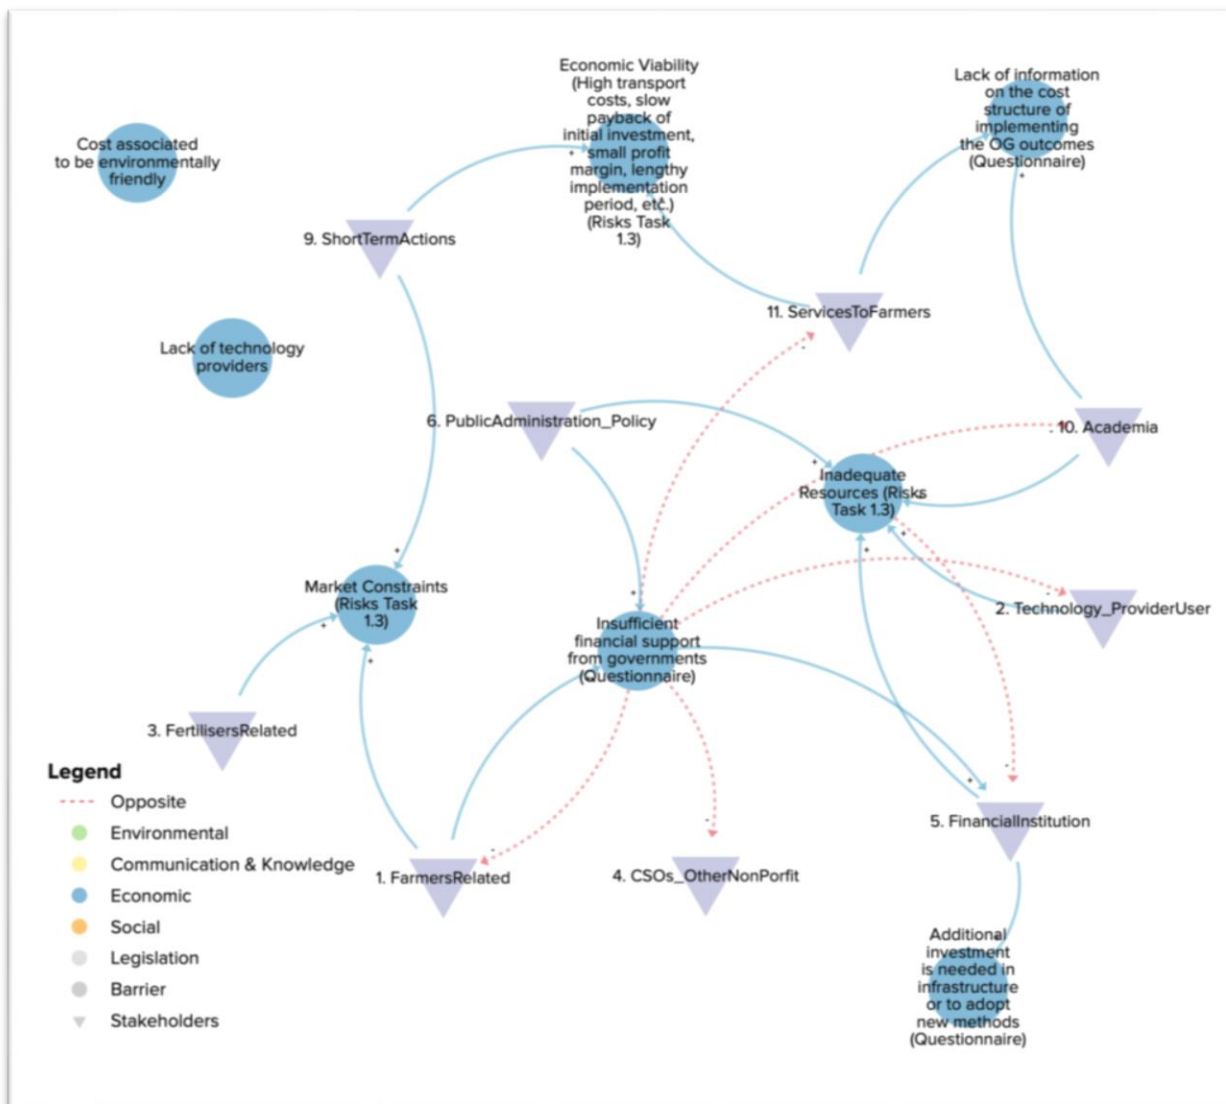 Economic Viability
(High transport
costs, slow
payback of
initial investment,
small profit
margin, lengthy
implementation
period, etc.)
(Risks Task
1.3)
Lack of information
on the cost
structure of
implementing
the OG outcomes
(Questionnaire)
Cost associated
to be environmentally
friendly
9. ShortTermActions
11. ServicesToFarmers
Lack of technology
providers
6. PublicAdministration_Policy
10. Academia
Inadequate
Resources (Risks
Task 1.3)
Market Constraints
(Risks Task
1.3)
Insufficient
financial support
from governments
(Questionnaire)
2. Technology_ProviderUser
3. FertilisersRelated
5. FinancialInstitution
1. FarmersRelated
4. CSOs_OtherNonPorfit
Additional
investment
is needed in
infrastructure
or to adopt
new methods
(Questionnaire)
Legend
Opposite
Environmental
Communication & Knowledge
Economic
Social
Legislation
Barrier
Stakeholders